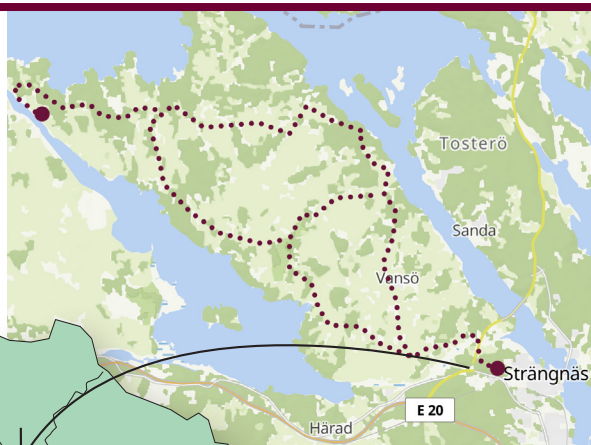 Tosterö
Sanda
Vansö
Strängnäs
E 20
Härad